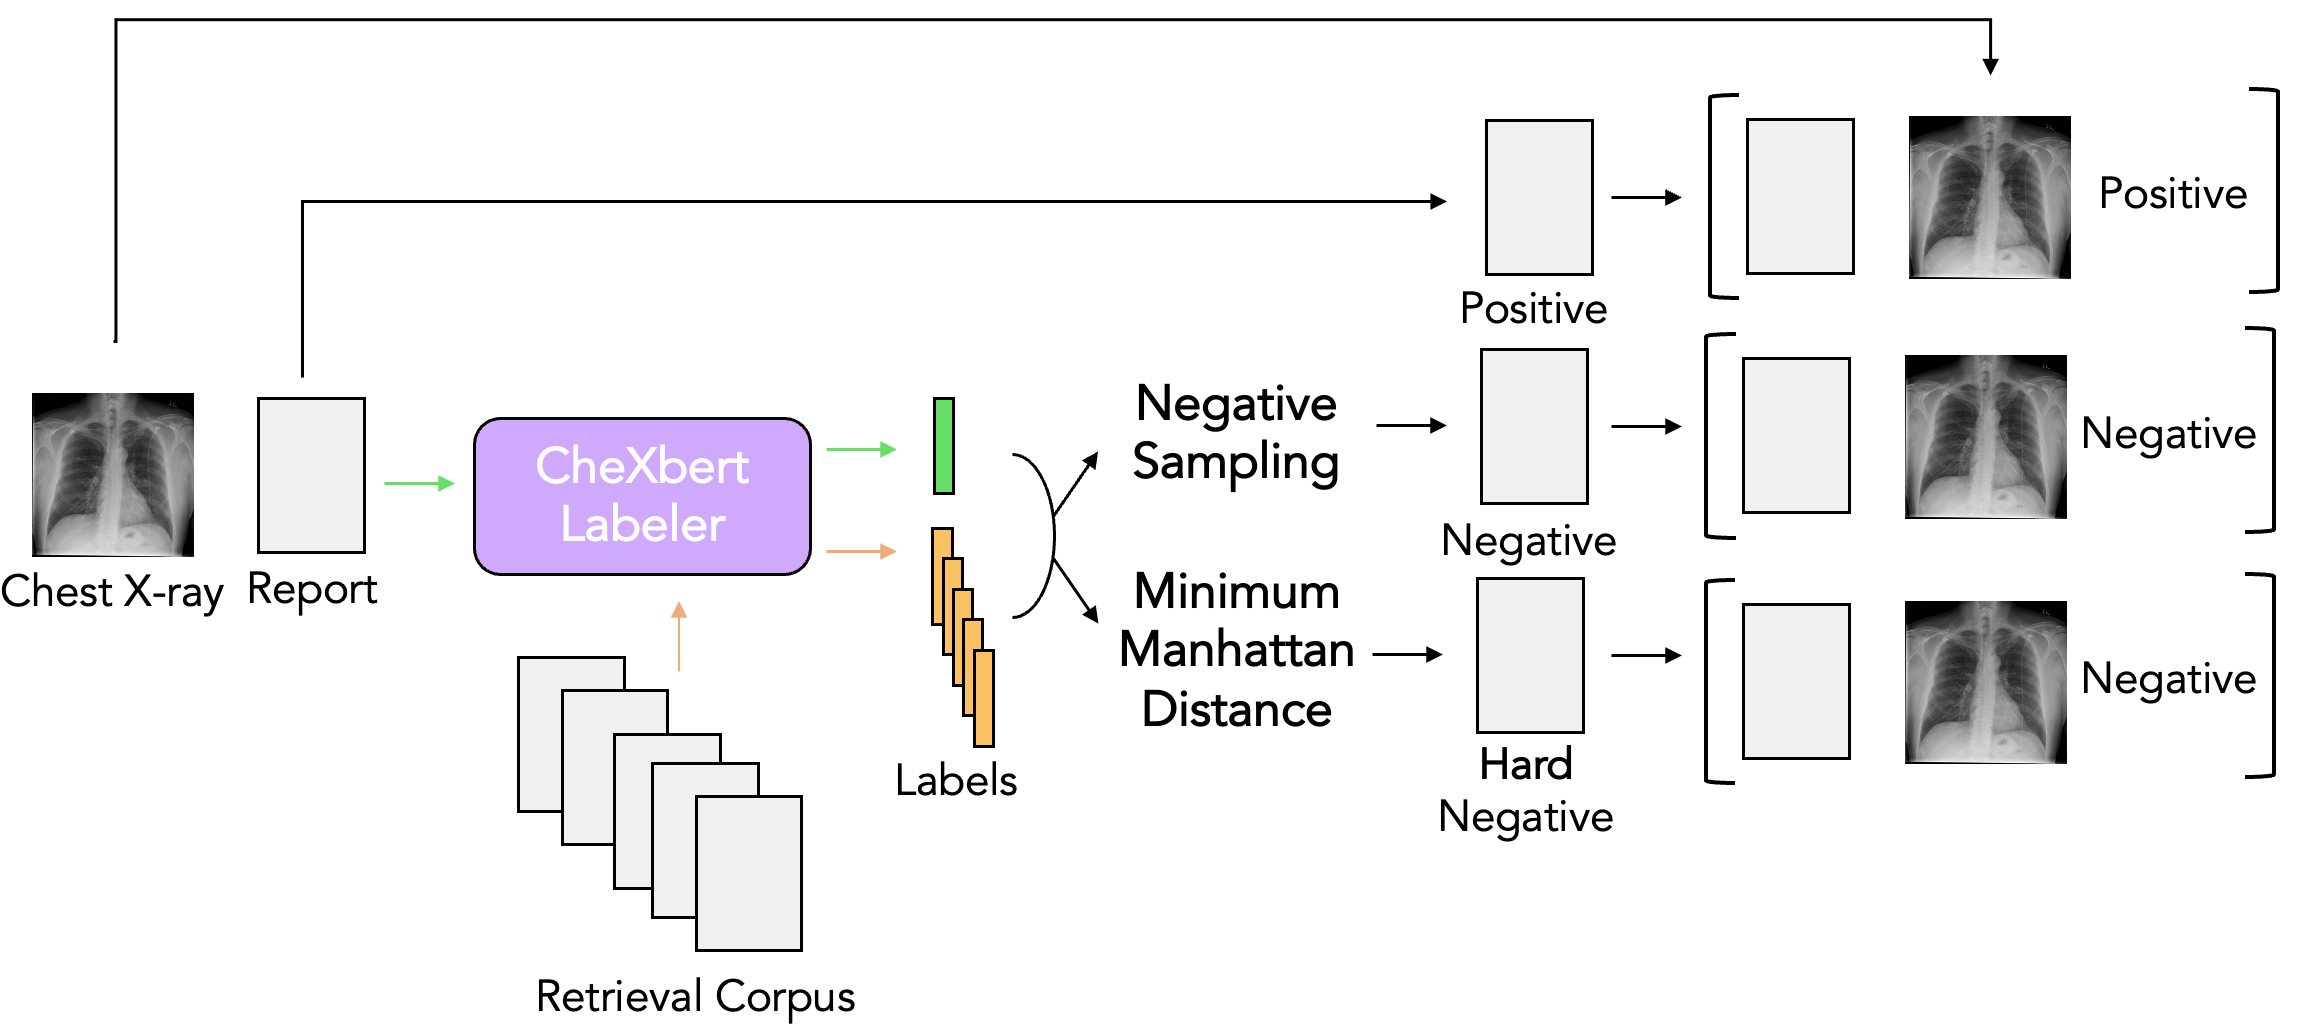 Positive
Positive
Negative
Sampling
Negative
Negative
CheXbert
Labeler
Chest X-ray
Report
Minimum
Manhattan
Distance
Hard
Negative
Negative
Labels
Retrieval Corpus